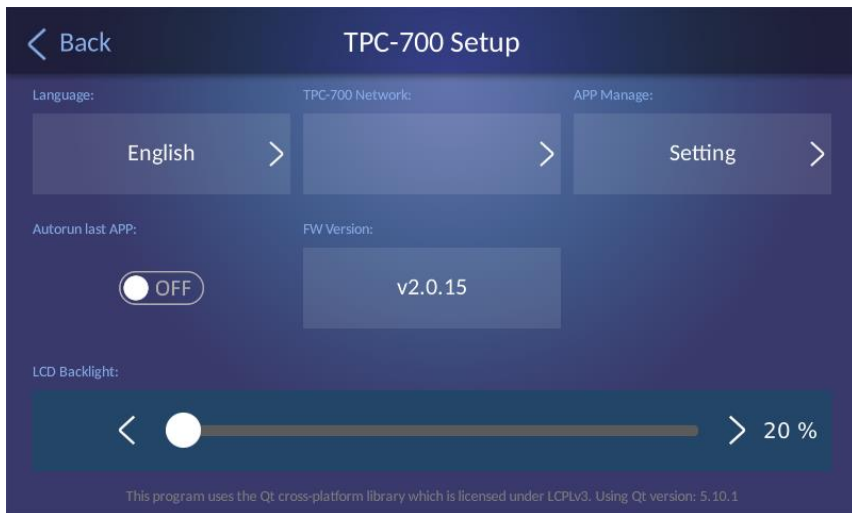 Back
TPC-700 Setup
Language:
TPC-700 Network:
APP Manage:
English
Setting
Autorun last APP:
FW Version:
OFF
v2.0.15
LCD Backlight:
20 %
This program uses the Qt cross-platform library which is licensed under LCPLv3. Using Qt version: 5.10.1